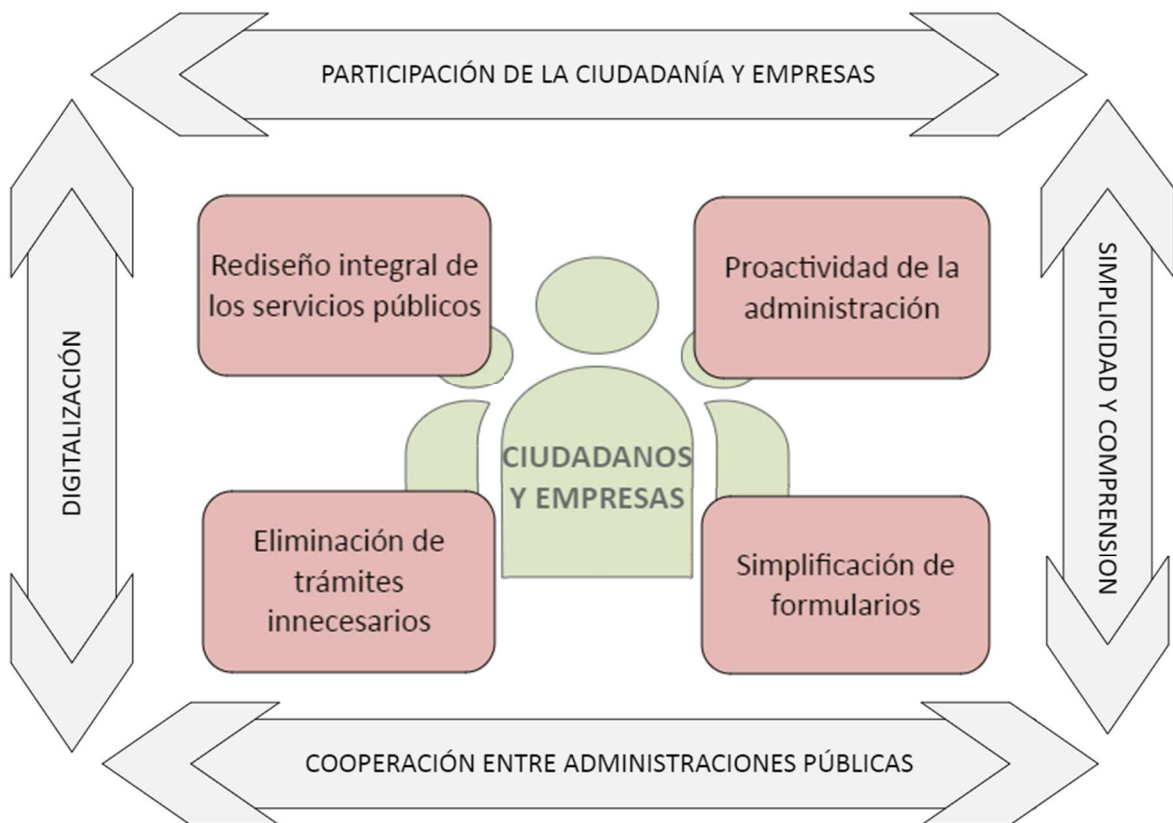 PARTICIPACIÓN DE LA CIUDADANÍA Y EMPRESAS
DIGITALIZACIÓN
Rediseño integral de
los servicios públicos
Proactividad de la
administración
CIUDADANOS
Y EMPRESAS
Eliminación de
trámites
innecesarios
Simplificación de
formularios
SIMPLICIDAD Y COMPRENSION
COOPERACIÓN ENTRE ADMINISTRACIONES PÚBLICAS